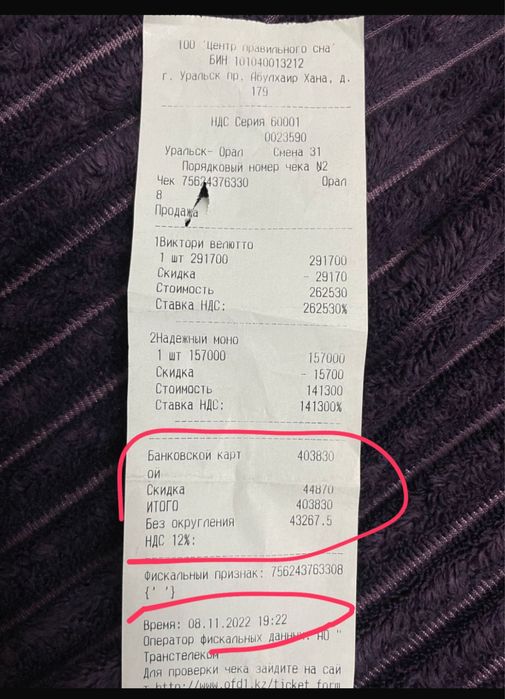 ТОО "Центр правильного сна"
БИН 101040013212
г. Уральск пр. Абулхаир Хана, д.
179
НДС Серия 60001
0023590
Уральск- Орал Смена 31
Порядковый номер чека №2
Чек 75624376330 Орал
8
Продажа
1Виктори велютто
1 шт 291700 291700
Скидка - 29170
Стоимость 262530
Ставка НДС: 262530%
2Надежный моно
1 шт 157000 157000
Скидка - 15700
Стоимость 141300
Ставка НДС: 141300%
Банковской карт 403830
ой
Скидка 44870
ИТОГО 403830
Без округления 43267.5
НДС 12%:
Фискальный признак: 756243763308
{' '}
Время: 08.11.2022 19:22
Оператор фискальных данных: АО "
Транстелеком
Для проверки чека зайдите на сай
т http://www.ofd1.kz/ticket form